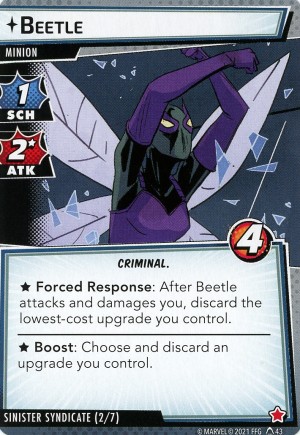 BEETLE
MINION
1
SCH
2★
ATK
4
CRIMINAL.
★ Forced Response: After Beetle
attacks and damages you, discard the
lowest-cost upgrade you control.
★ Boost: Choose and discard an
upgrade you control.
SINISTER SYNDICATE (2/7)
© MARVEL © 2021 FFG 43